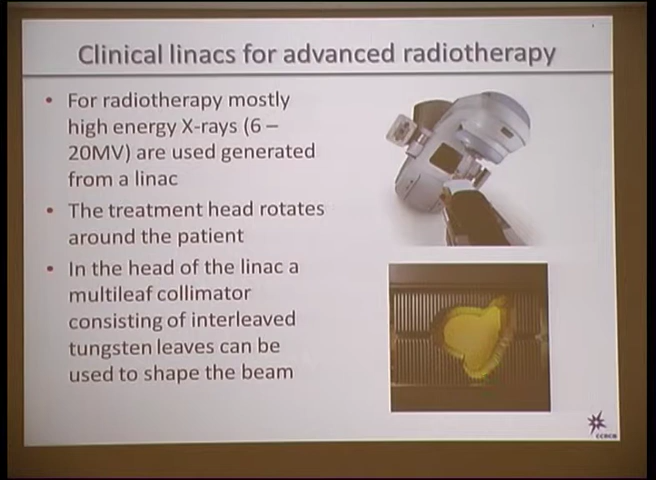 Clinical linacs for advanced radiotherapy
• For radiotherapy mostly
high energy X-rays (6 –
20MV) are used generated
from a linac
• The treatment head rotates
around the patient
• In the head of the linac a
multileaf collimator
consisting of interleaved
tungsten leaves can be
used to shape the beam